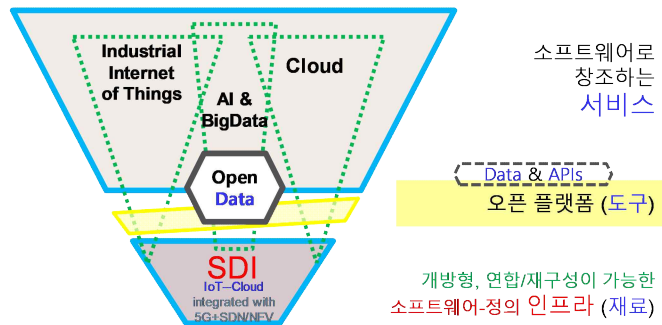 Industrial
Internet
of Things
AI &
BigData
Cloud
Open
Data
SDI
IoT–Cloud
integrated with
5G+SDN/NFV
소프트웨어로
창조하는
서비스
Data & APIs
오픈 플랫폼 (도구)
개방형, 연합/재구성이 가능한
소프트웨어-정의 인프라 (재료)